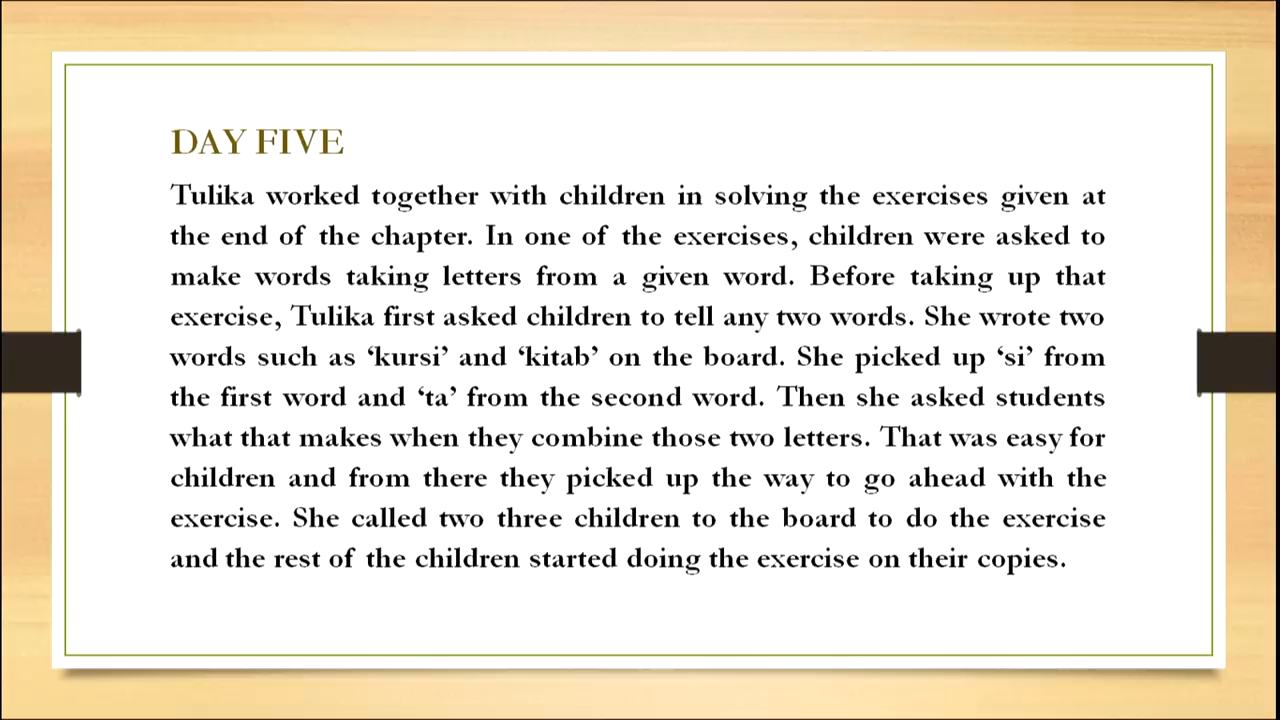 DAY FIVE
Tulika worked together with children in solving the exercises given at
the end of the chapter. In one of the exercises, children were asked to
make words taking letters from a given word. Before taking up that
exercise, Tulika first asked children to tell any two words. She wrote two
words such as ‘kursi’ and ‘kitab’ on the board. She picked up ‘si’ from
the first word and ‘ta’ from the second word. Then she asked students
what that makes when they combine those two letters. That was easy for
children and from there they picked up the way to go ahead with the
exercise. She called two three children to the board to do the exercise
and the rest of the children started doing the exercise on their copies.